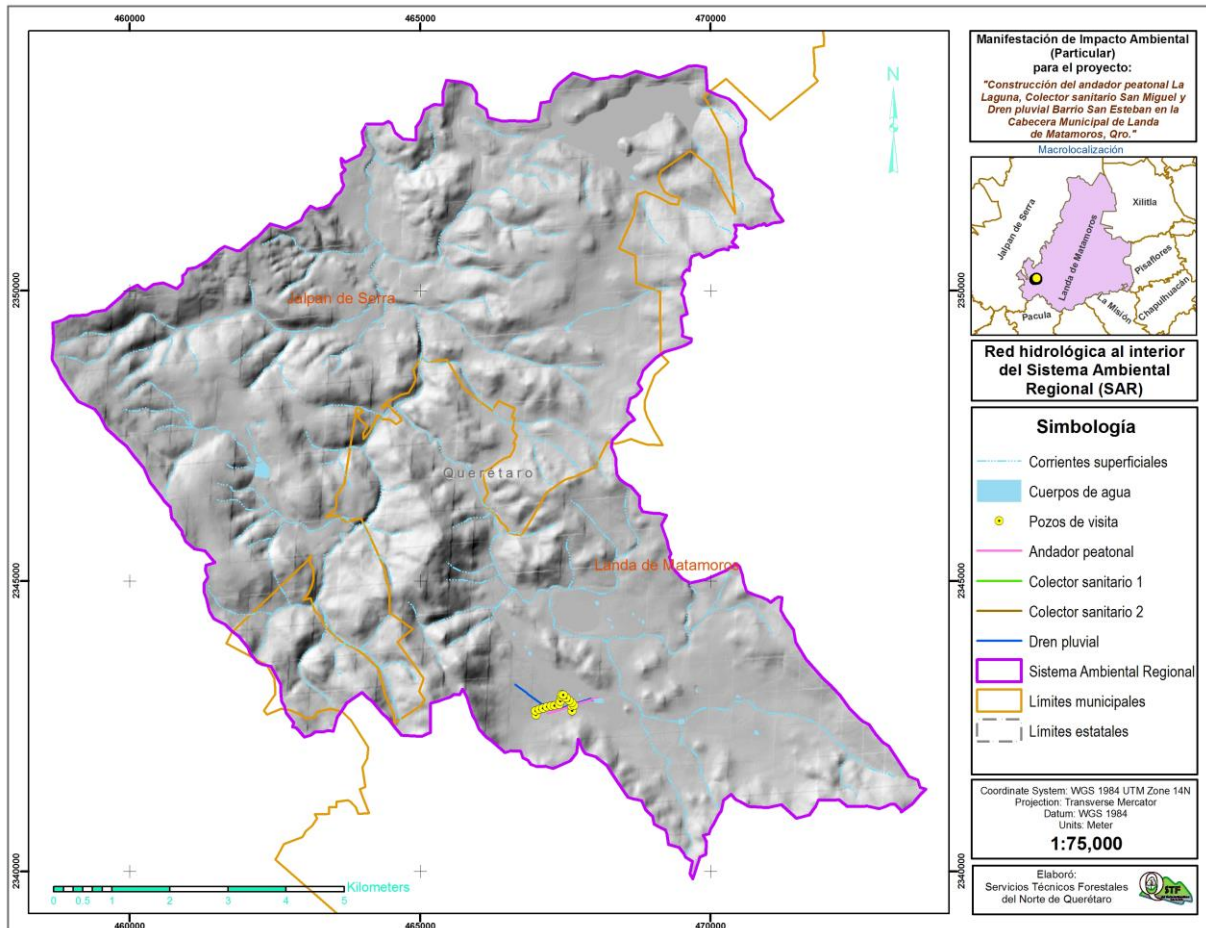 460000
465000
470000
2350000
2350000
2345000
2345000
2340000
2340000
460000
465000
470000
N
Jalpan de Serra
Querétaro
Landa de Matamoros
Kilometers
0 0.5 1 2 3 4 5
Manifestación de Impacto Ambiental
(Particular)
para el proyecto:
"Construcción del andador peatonal La
Laguna, Colector sanitario San Miguel y
Dren pluvial Barrio San Esteban en la
Cabecera Municipal de Landa
de Matamoros, Qro."
Macrolocalización
Jalpan de Serra
Xilitla
Landa de Matamoros
Pisaflores
Chapulhuacán
La Misión
Pacula
Red hidrológica al interior
del Sistema Ambiental
Regional (SAR)
Simbología
Corrientes superficiales
Cuerpos de agua
Pozos de visita
Andador peatonal
Colector sanitario 1
Colector sanitario 2
Dren pluvial
Sistema Ambiental Regional
Límites municipales
Límites estatales
Coordinate System: WGS 1984 UTM Zone 14N
Projection: Transverse Mercator
Datum: WGS 1984
Units: Meter
1:75,000
Elaboró:
Servicios Técnicos Forestales
del Norte de Querétaro
STF